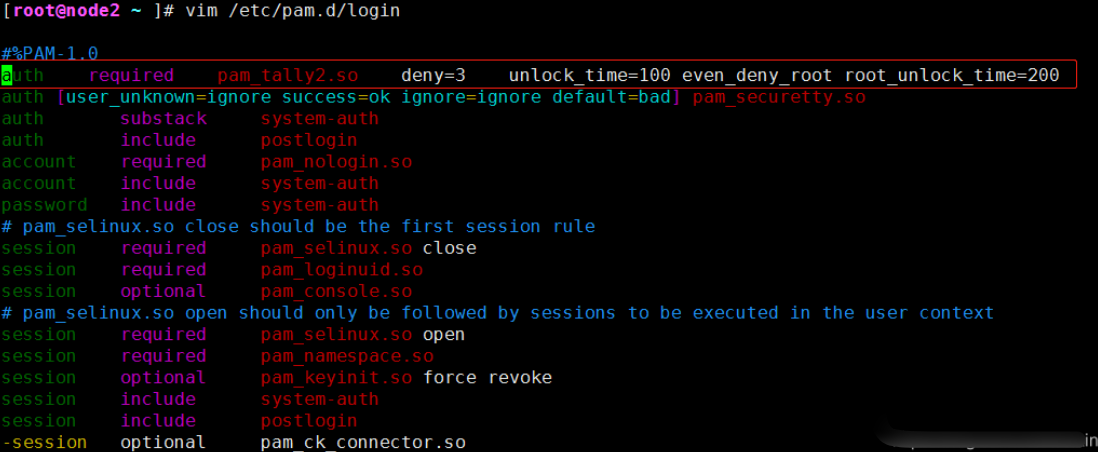 [root@node2 ~ ]# vim /etc/pam.d/login
#%PAM-1.0
auth required pam_tally2.so deny=3 unlock_time=100 even_deny_root root_unlock_time=200
auth [user_unknown=ignore success=ok ignore=ignore default=bad] pam_securetty.so
auth substack system-auth
auth include postlogin
account required pam_nologin.so
account include system-auth
password include system-auth
# pam_selinux.so close should be the first session rule
session required pam_selinux.so close
session required pam_loginuid.so
session optional pam_console.so
# pam_selinux.so open should only be followed by sessions to be executed in the user context
session required pam_selinux.so open
session required pam_namespace.so
session optional pam_keyinit.so force revoke
session include system-auth
session include postlogin
-session optional pam_ck_connector.so